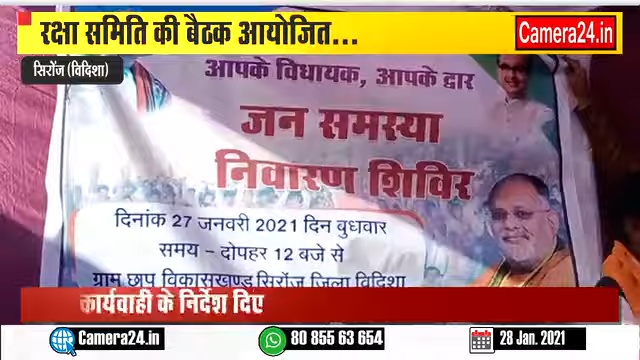 रक्षा समिति की बैठक आयोजित...
Camera24.in
सिरोंज (विदिशा)
आपके विधायक, आपके द्वार
जन समस्या
निवारण शिविर
दिनांक 27 जनवरी 2021 दिन बुधवार
समय - दोपहर 12 बजे से
ग्राम छापू विकासखण्ड सिरोंज जिला विदिशा
कार्यवाही के निर्देश दिए
Camera24.in
80 855 63 654
28 Jan. 2021